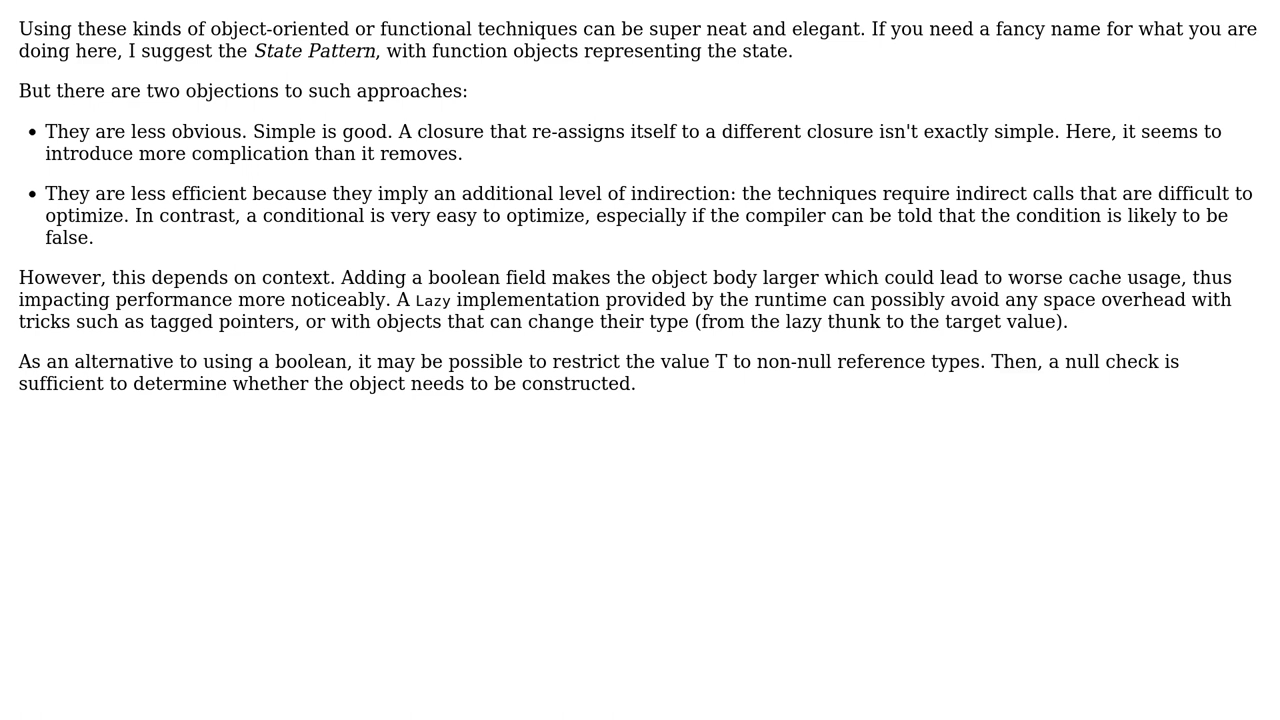 Using these kinds of object-oriented or functional techniques can be super neat and elegant. If you need a fancy name for what you are
doing here, I suggest the State Pattern, with function objects representing the state.
But there are two objections to such approaches:
• They are less obvious. Simple is good. A closure that re-assigns itself to a different closure isn't exactly simple. Here, it seems to
introduce more complication than it removes.
• They are less efficient because they imply an additional level of indirection: the techniques require indirect calls that are difficult to
optimize. In contrast, a conditional is very easy to optimize, especially if the compiler can be told that the condition is likely to be
false.
However, this depends on context. Adding a boolean field makes the object body larger which could lead to worse cache usage, thus
impacting performance more noticeably. A Lazy implementation provided by the runtime can possibly avoid any space overhead with
tricks such as tagged pointers, or with objects that can change their type (from the lazy thunk to the target value).
As an alternative to using a boolean, it may be possible to restrict the value T to non-null reference types. Then, a null check is
sufficient to determine whether the object needs to be constructed.